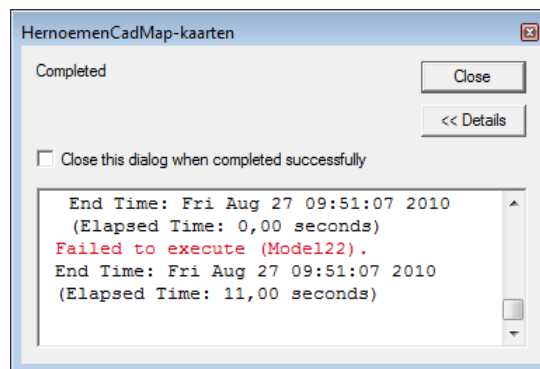 HernoemenCadMap-kaarten
Completed
Close
<< Details
Close this dialog when completed successfully
End Time: Fri Aug 27 09:51:07 2010
(Elapsed Time: 0,00 seconds)
Failed to execute (Model22).
End Time: Fri Aug 27 09:51:07 2010
(Elapsed Time: 11,00 seconds)